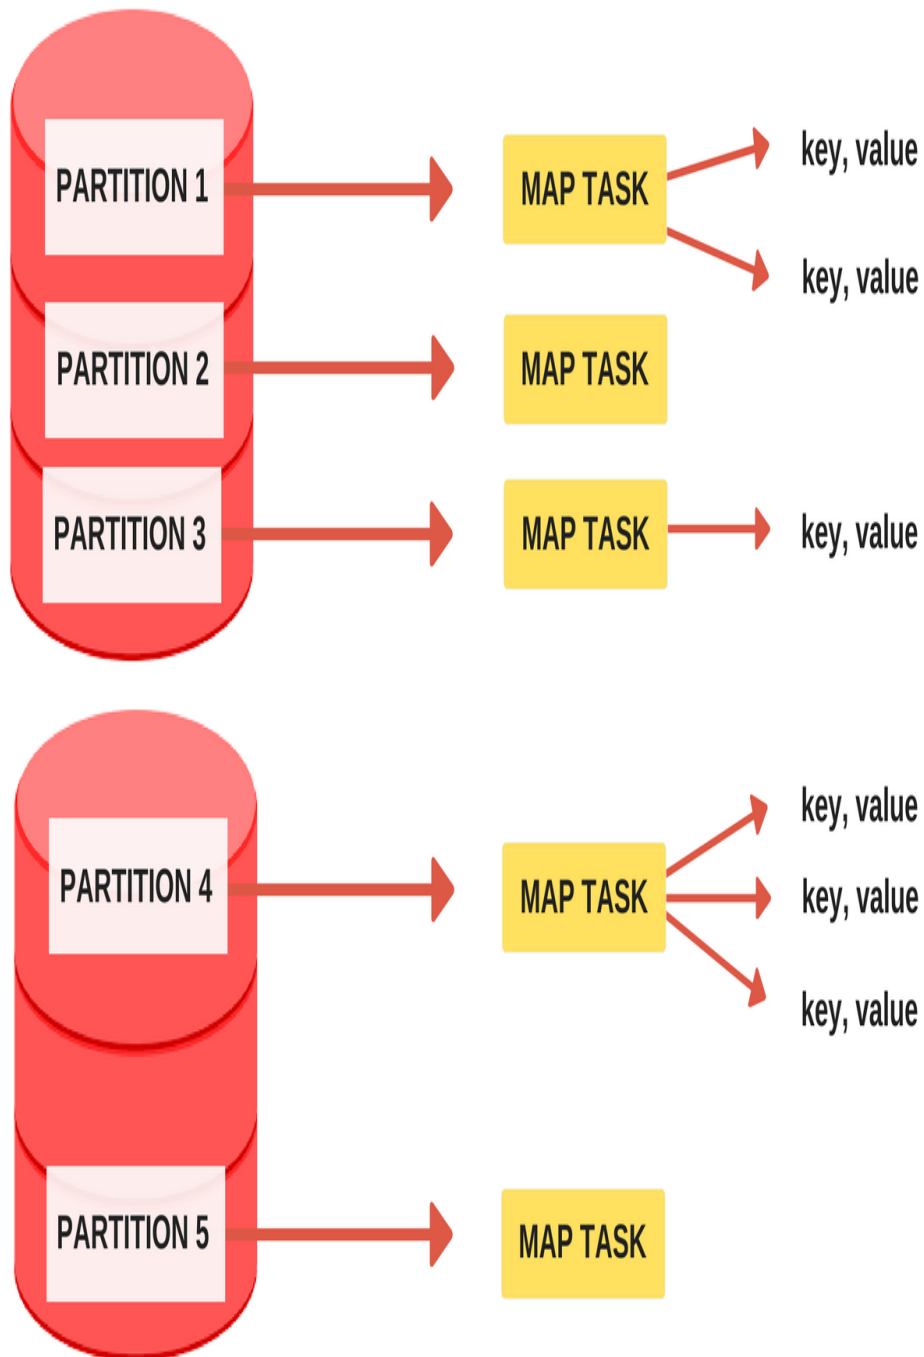 PARTITION 1
MAP TASK
key, value
key, value
PARTITION 2
MAP TASK
PARTITION 3
MAP TASK
key, value
PARTITION 4
MAP TASK
key, value
key, value
key, value
PARTITION 5
MAP TASK